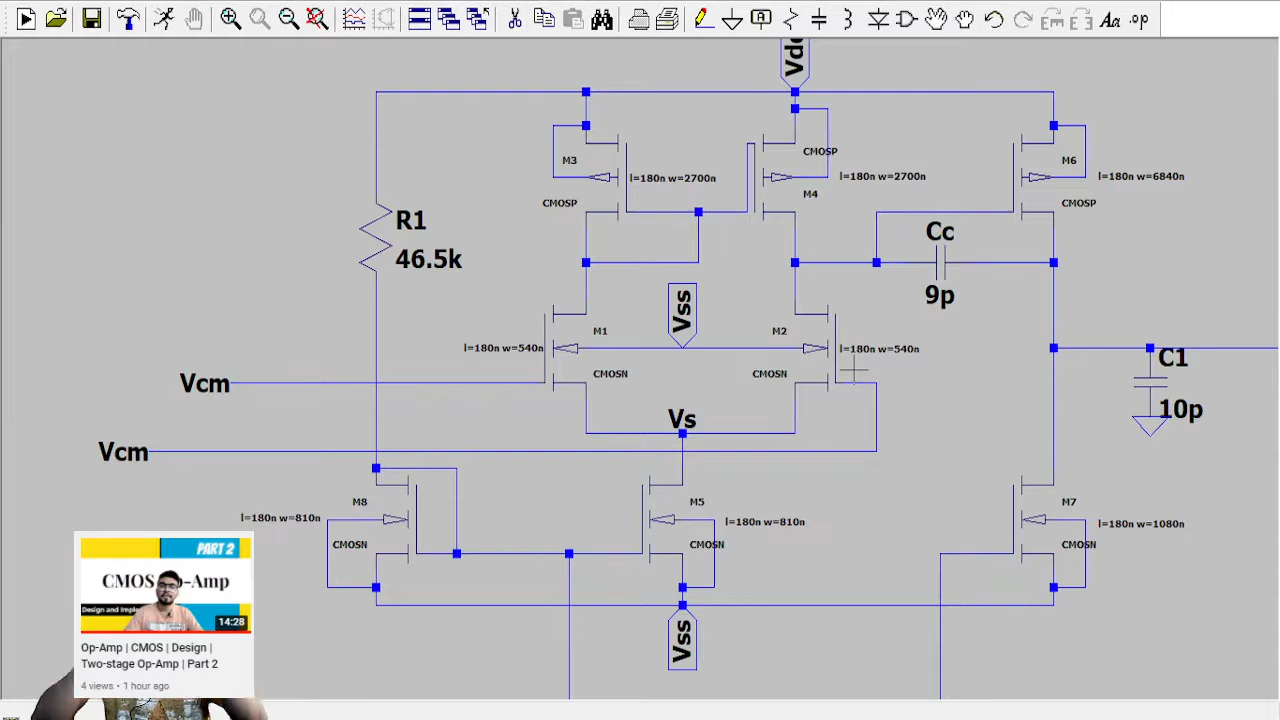 Aa .op
Vdd
M3
CMOSP
M6
l=180n w=2700n
l=180n w=2700n
l=180n w=6840n
M4
CMOSP
CMOSP
R1
46.5k
Cc
9p
Vss
M1
M2
l=180n w=540n
l=180n w=540n
C1
CMOSN
CMOSN
10p
Vcm
Vs
Vcm
M8
M5
M7
l=180n w=810n
l=180n w=810n
l=180n w=1080n
CMOSN
CMOSN
CMOSN
Vss
PART 2
CMOS Op-Amp
14:28
Op-Amp | CMOS | Design |
Two-stage Op-Amp | Part 2
4 views • 1 hour ago